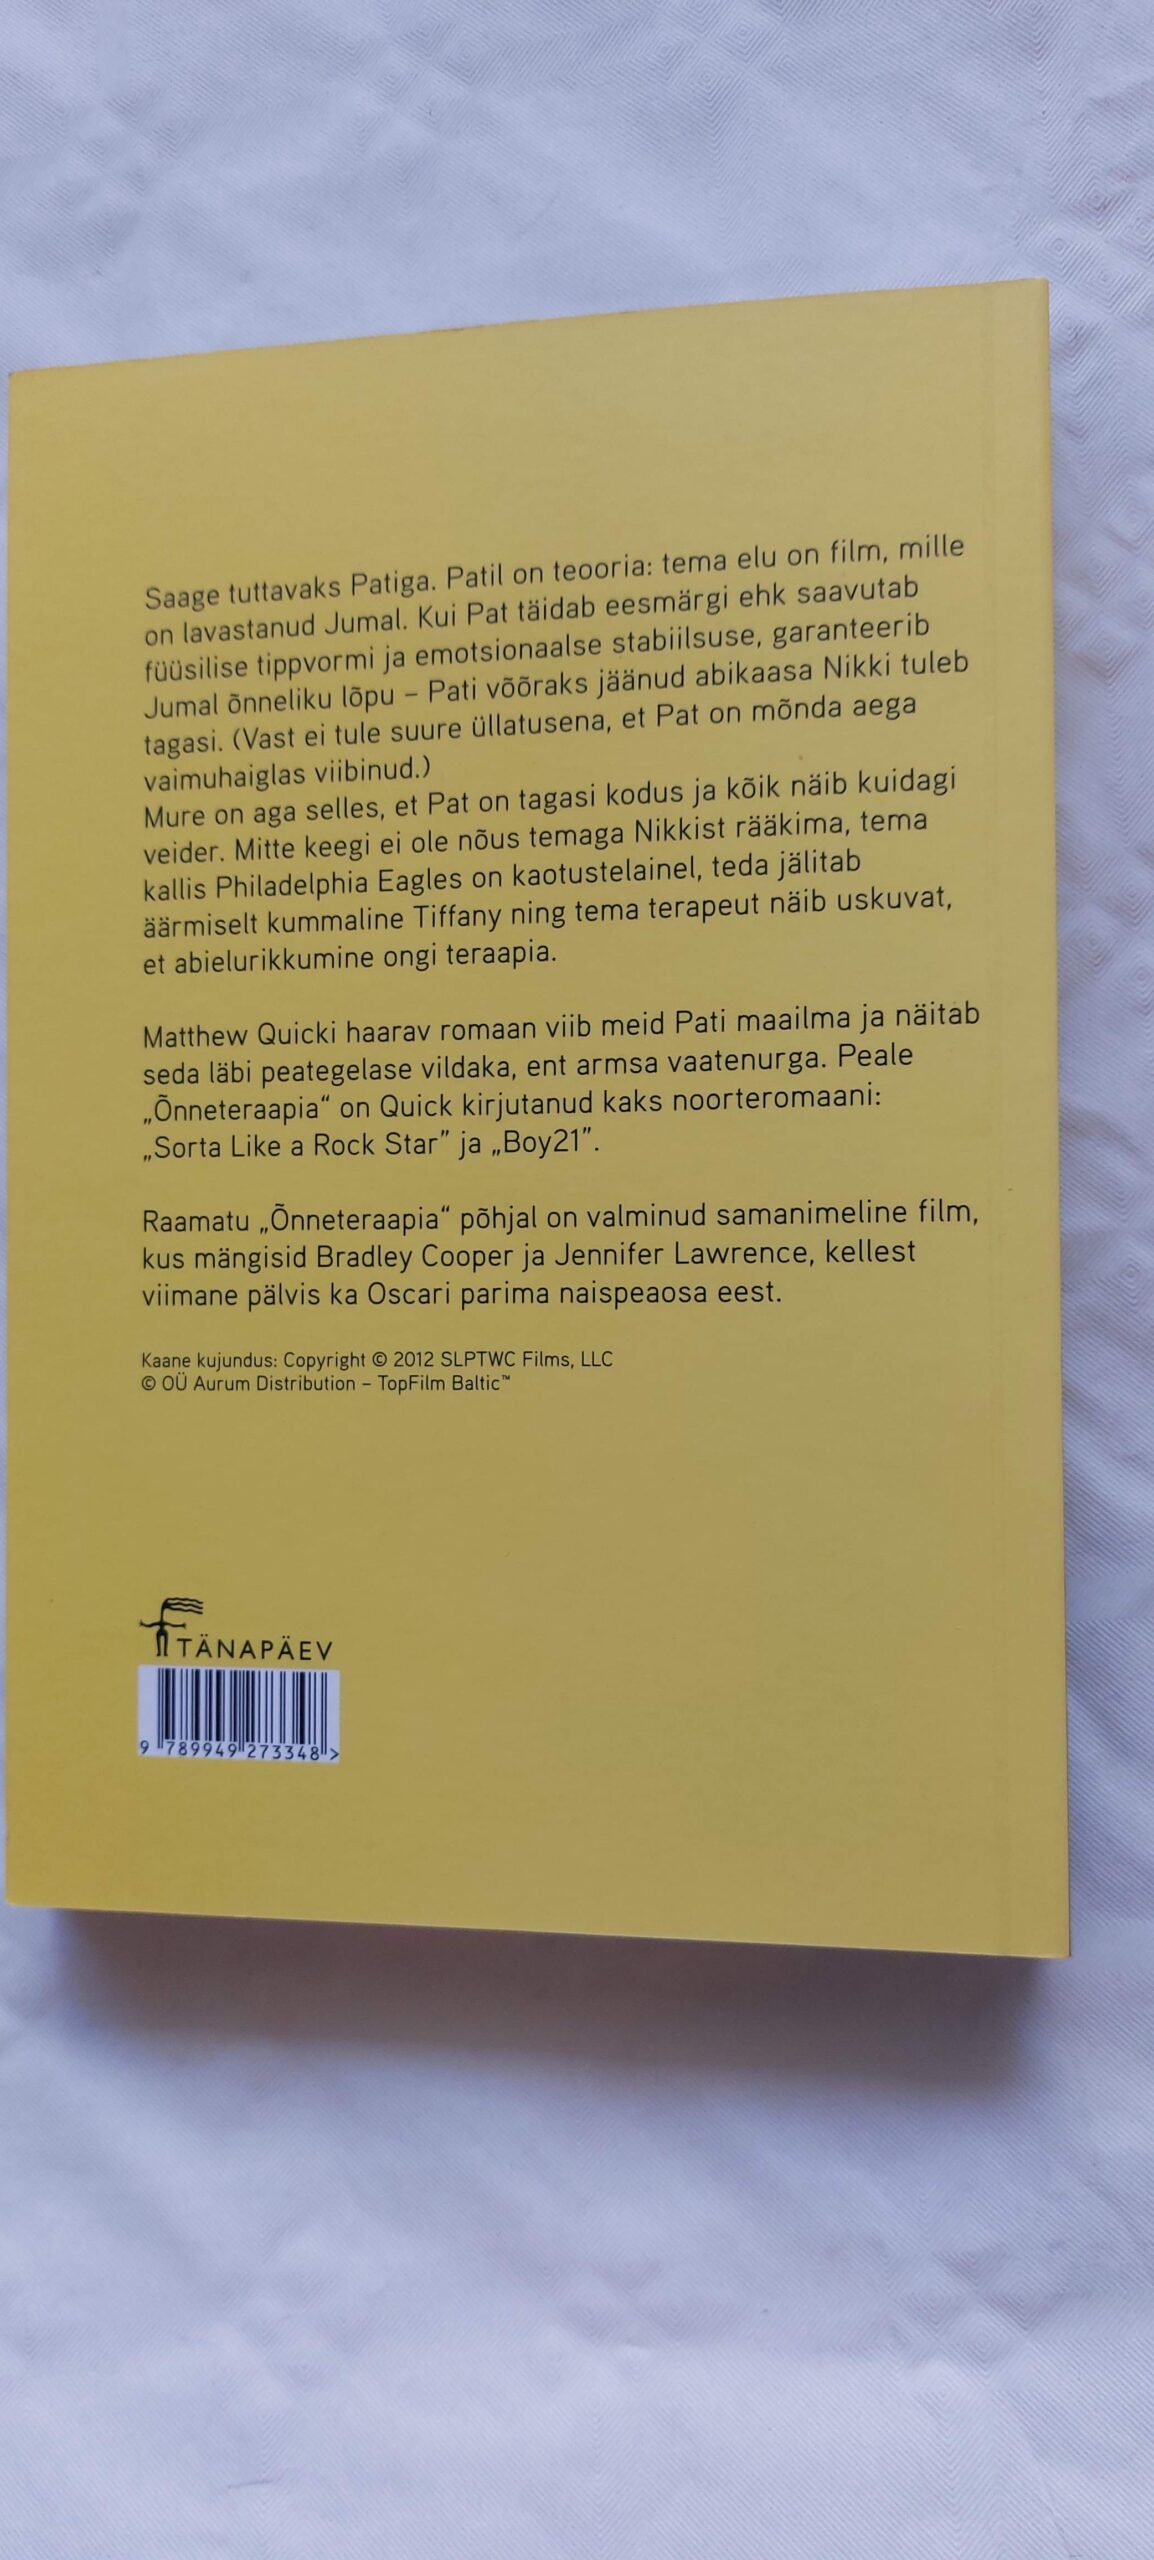 Saage tuttavaks Patiga. Patil on teooria: tema elu on film, mille
on lavastanud Jumal. Kui Pat täidab eesmärgi ehk saavutab
füüsilise tippvormi ja emotsionaalse stabiilsuse, garanteerib
Jumal õnneliku lõpu – Pati võõraks jäänud abikaasa Nikki tuleb
tagasi. (Vast ei tule suure üllatusena, et Pat on mõnda aega
vaimuhaiglas viibinud.)
Mure on aga selles, et Pat on tagasi kodus ja kõik näib kuidagi
veider. Mitte keegi ei ole nõus temaga Nikkist rääkima, tema
kallis Philadelphia Eagles on kaotustelainel, teda jälitab
äärmiselt kummaline Tiffany ning tema terapeut näib uskuvat,
et abielurikkumine ongi teraapia.
Matthew Quicki haarav romaan viib meid Pati maailma ja näitab
seda läbi peategelase vildaka, ent armsa vaatenurga. Peale
„Õnneteraapia“ on Quick kirjutanud kaks noorteromaani:
„Sorta Like a Rock Star” ja „Boy21”.
Raamatu „Õnneteraapia“ põhjal on valminud samanimeline film,
kus mängisid Bradley Cooper ja Jennifer Lawrence, kellest
viimane pälvis ka Oscari parima naispeaosa eest.
Kaane kujundus: Copyright © 2012 SLPTWC Films, LLC
© OÜ Aurum Distribution – TopFilm Baltic™
TÄNAPÄEV
9 789949 273348 >